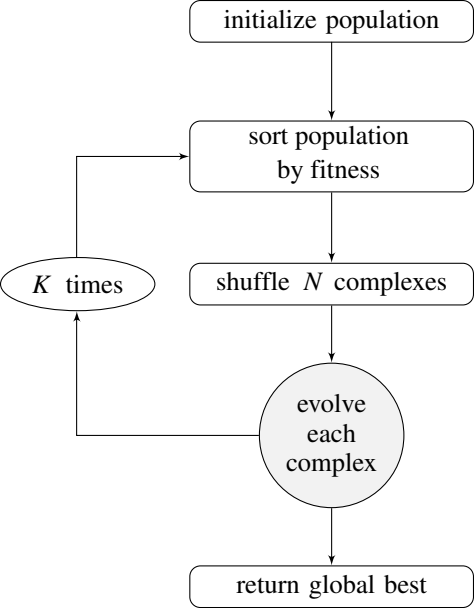 initialize population
sort population
by fitness
shuffle N complexes
K times
evolve
each
complex
return global best